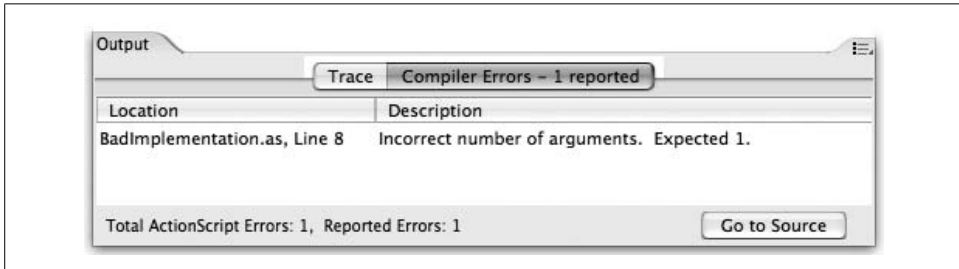 Output
Trace Compiler Errors – 1 reported
Location Description
BadImplementation.as, Line 8 Incorrect number of arguments. Expected 1.
Total ActionScript Errors: 1, Reported Errors: 1 Go to Source